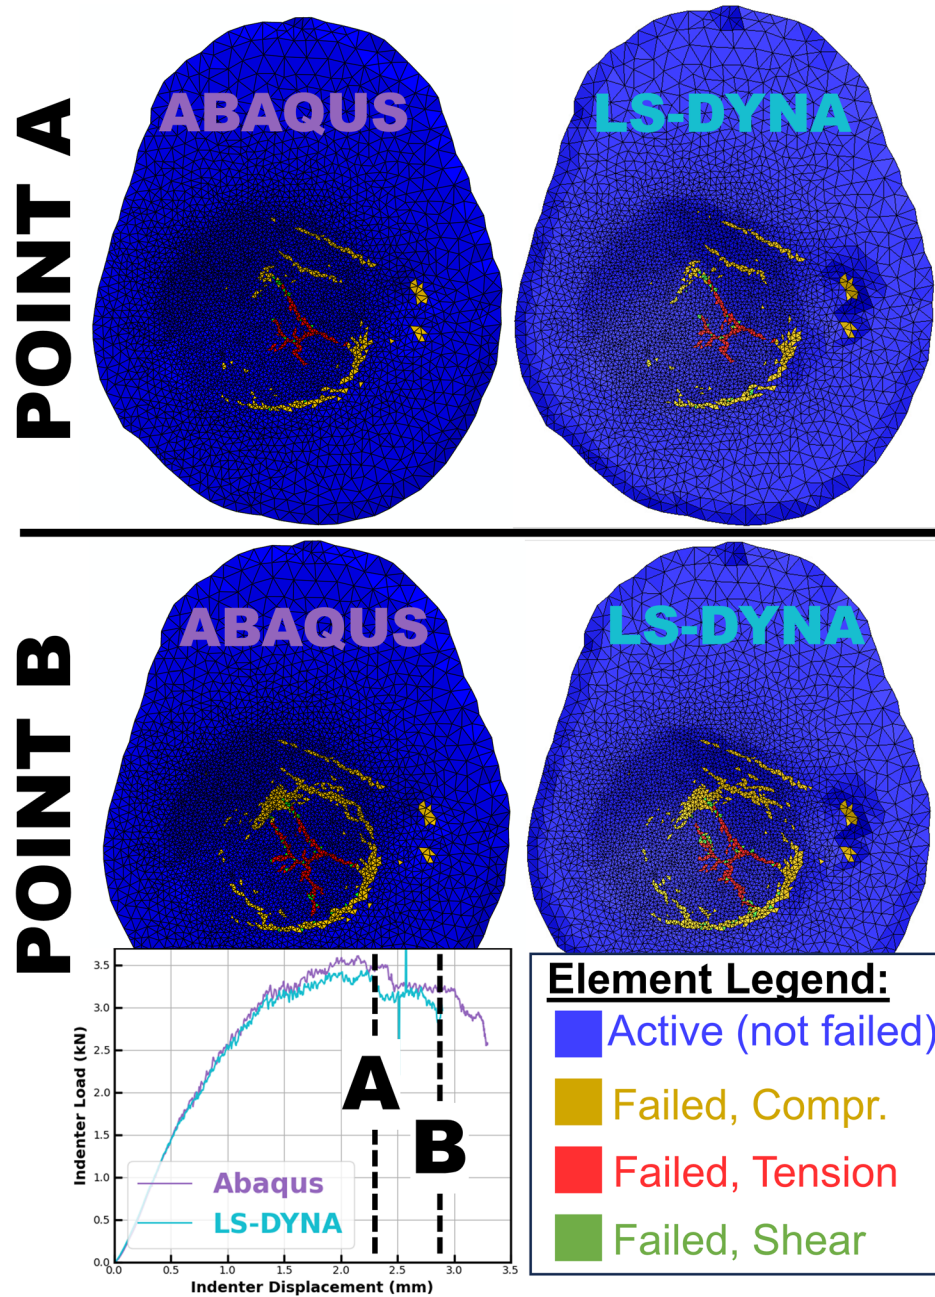 POINT A
ABAQUS
LS-DYNA
POINT B
ABAQUS
LS-DYNA
3.5
3.0
2.5
2.0
1.5
1.0
0.5
0.0
Indenter Load (kN)
A
B
Abaqus
LS-DYNA
0.0 0.5 1.0 1.5 2.0 2.5 3.0 3.5
Indenter Displacement (mm)
Element Legend:
Active (not failed)
Failed, Compr.
Failed, Tension
Failed, Shear